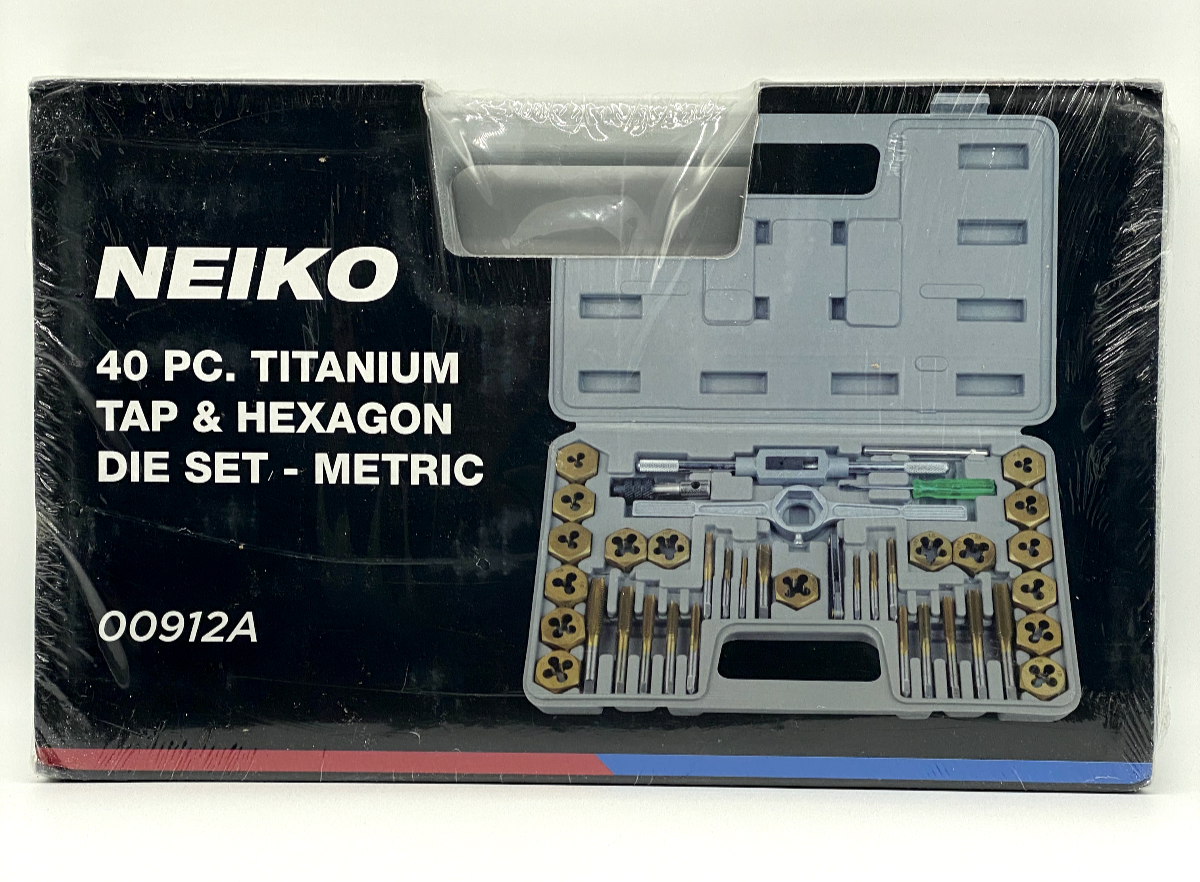 NEIKO
40 PC. TITANIUM
TAP & HEXAGON
DIE SET - METRIC
00912A